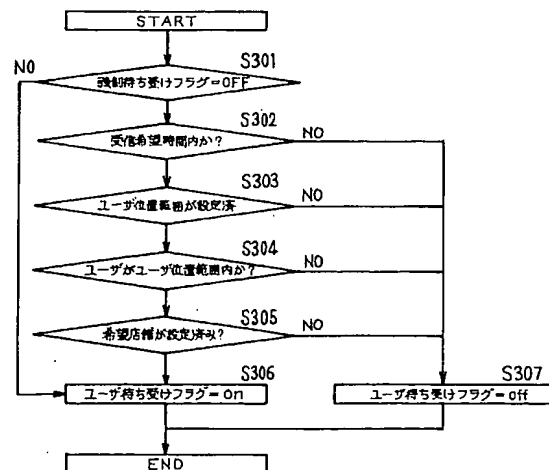 START
S301
NO
強制待ち受けフラグ=OFF
S302
受信希望時間内か?
NO
S303
ユーザ位置範囲が設定済
NO
S304
ユーザがユーザ位置範囲内か?
NO
S305
希望店舗が設定済み?
NO
S306
ユーザ待ち受けフラグ=on
S307
ユーザ待ち受けフラグ=off
END